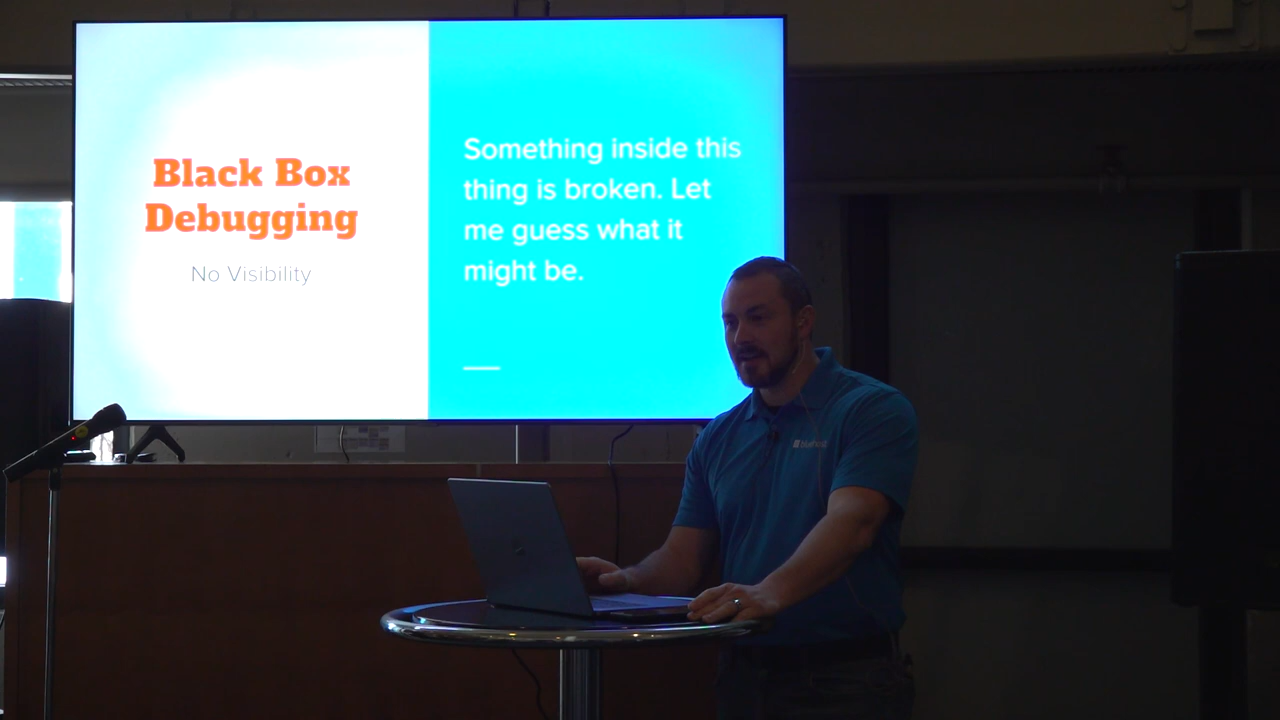 Black Box
Debugging
No Visibility
Something inside this
thing is broken. Let
me guess what it
might be.